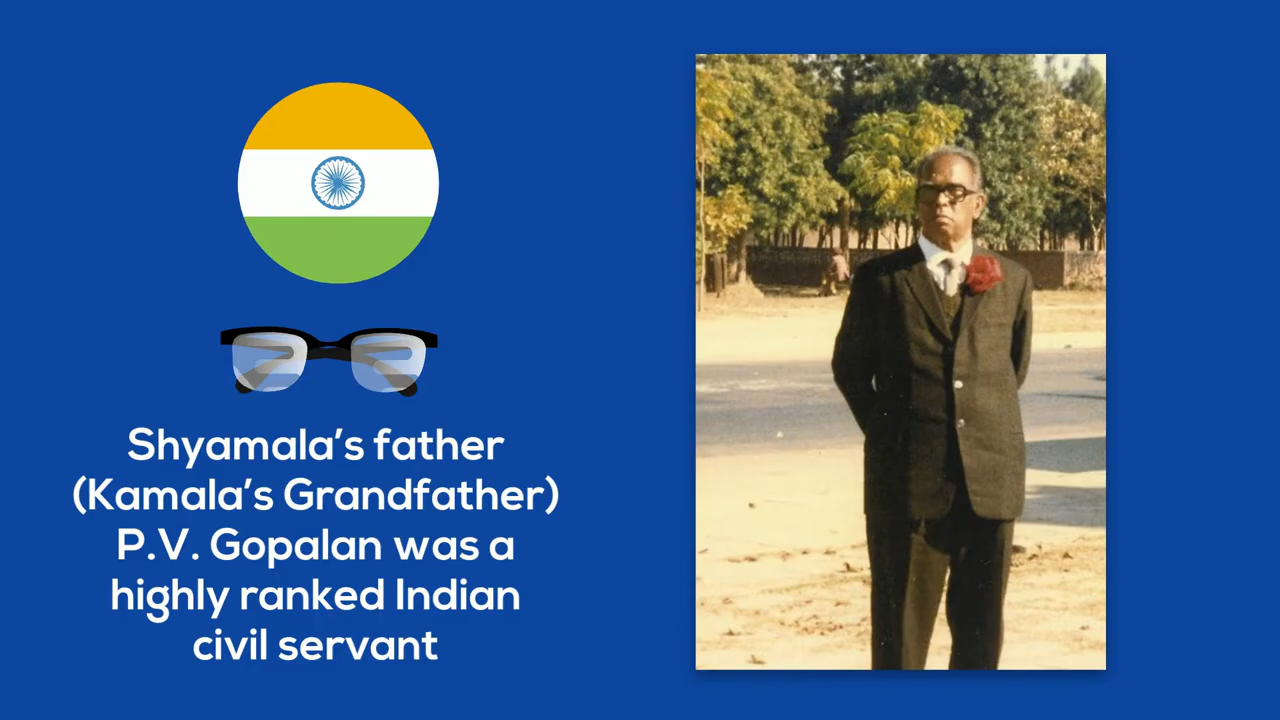 Shyamala’s father
(Kamala’s Grandfather)
P.V. Gopalan was a
highly ranked Indian
civil servant